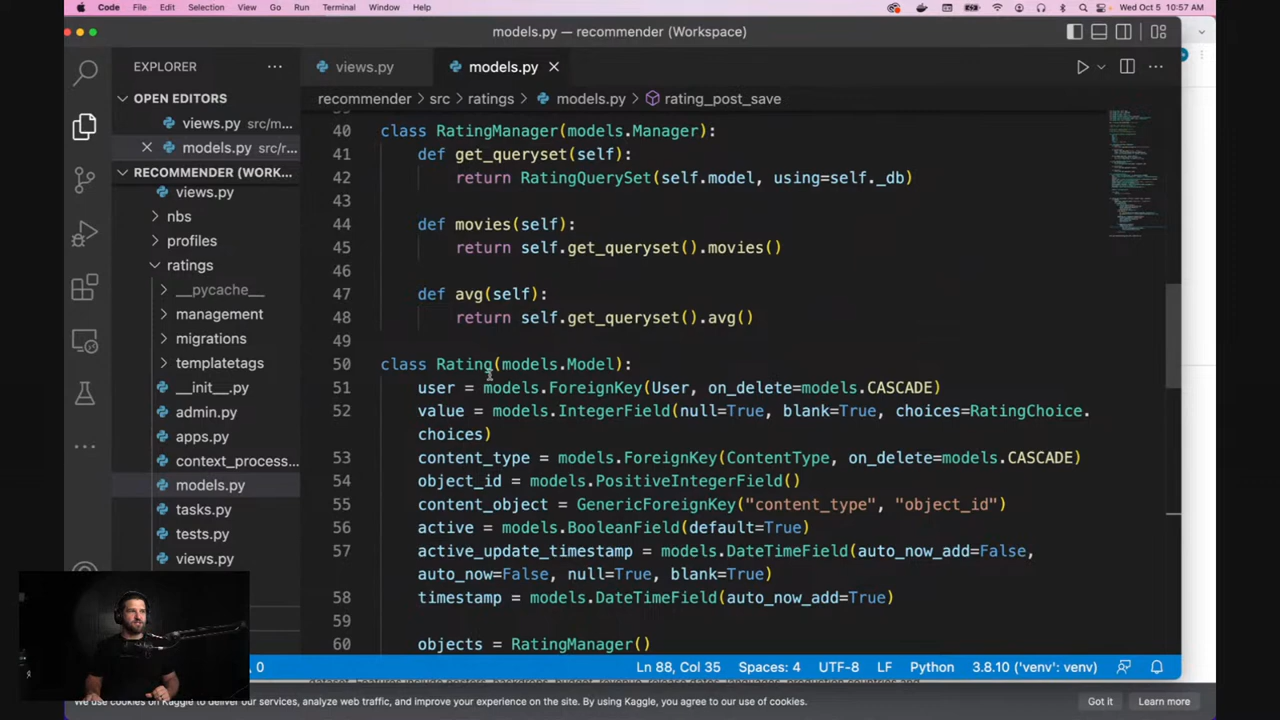 Code File Edit Selection View Go Run Terminal Window Help Wed Oct 5 10:57 AM
models.py — recommender (Workspace)
EXPLORER ...
views.py models.py
OPEN EDITORS
views.py src/m...
models.py src/r...
RECOMMENDER (WORK...
views.py
nbs
profiles
ratings
__pycache__
management
migrations
templatetags
__init__.py
admin.py
apps.py
context_process...
models.py
tasks.py
tests.py
views.py
recommender > src > ratings > models.py > rating_post_save
40 class RatingManager(models.Manager):
41 def get_queryset(self):
42 return RatingQuerySet(self.model, using=self._db)
43
44 def movies(self):
45 return self.get_queryset().movies()
46
47 def avg(self):
48 return self.get_queryset().avg()
49
50 class Rating(models.Model):
51 user = models.ForeignKey(User, on_delete=models.CASCADE)
52 value = models.IntegerField(null=True, blank=True, choices=RatingChoice.
choices)
53 content_type = models.ForeignKey(ContentType, on_delete=models.CASCADE)
54 object_id = models.PositiveIntegerField()
55 content_object = GenericForeignKey("content_type", "object_id")
56 active = models.BooleanField(default=True)
57 active_update_timestamp = models.DateTimeField(auto_now_add=False,
auto_now=False, null=True, blank=True)
58 timestamp = models.DateTimeField(auto_now_add=True)
59
60 objects = RatingManager()
0 Ln 88, Col 35 Spaces: 4 UTF-8 LF Python 3.8.10 ('venv': venv)
We use cookies on Kaggle to deliver our services, analyze web traffic, and improve your experience on the site. By using Kaggle, you agree to our use of cookies. Got it Learn more